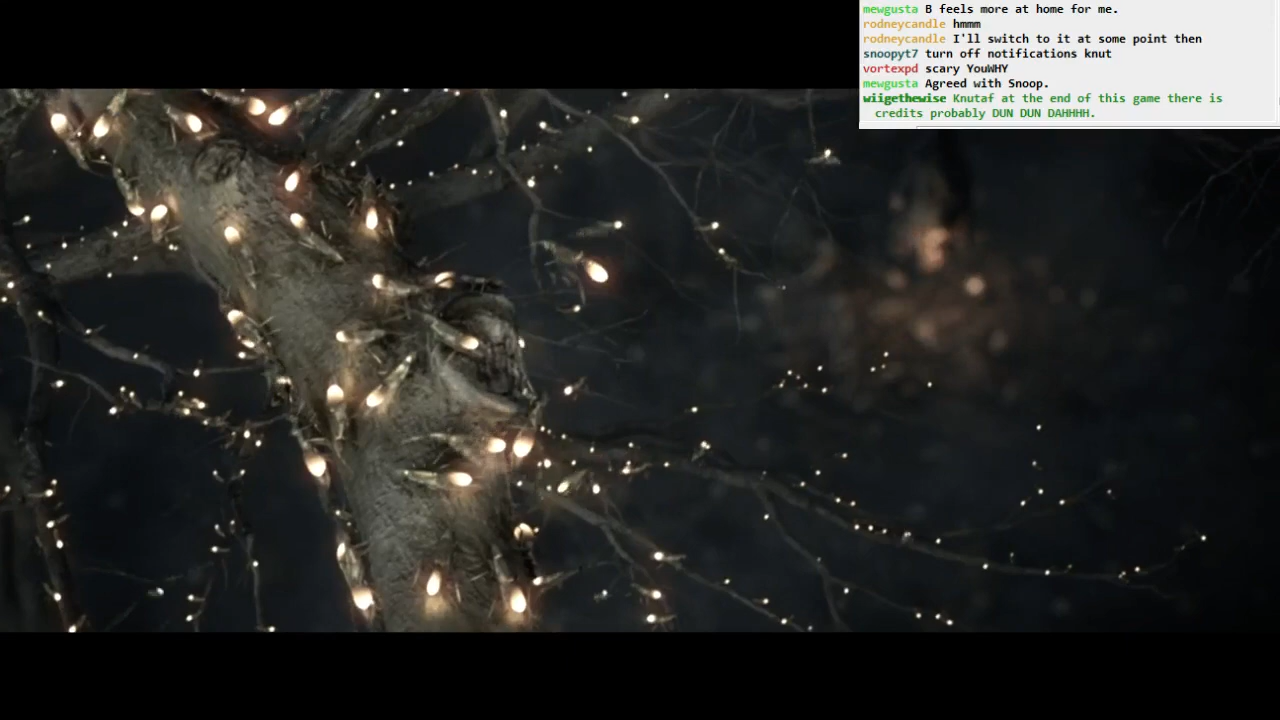 mewgusta B feels more at home for me.
rodneycandle hmmm
rodneycandle I'll switch to it at some point then
snoopyt7 turn off notifications knut
vortexpd scary YouWHY
mewgusta Agreed with Snoop.
wiigethewise Knutaf at the end of this game there is
credits probably DUN DUN DAHHHH.